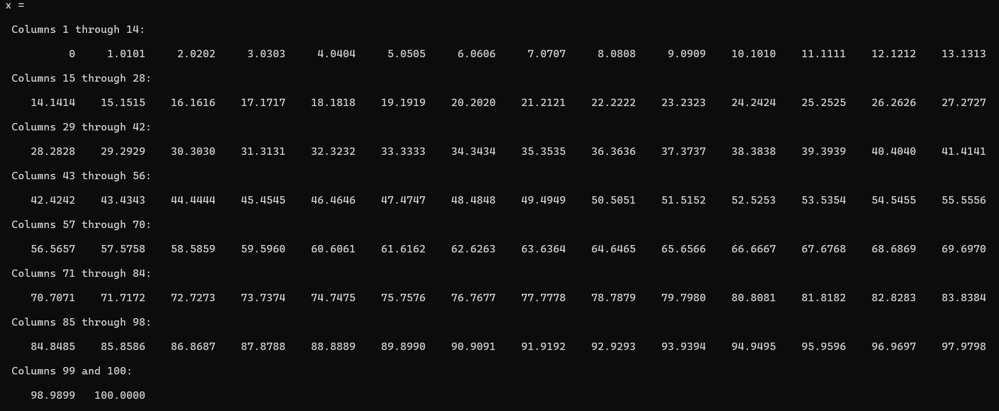 x =
Columns 1 through 14:
0 1.0101 2.0202 3.0303 4.0404 5.0505 6.0606 7.0707 8.0808 9.0909 10.1010 11.1111 12.1212 13.1313
Columns 15 through 28:
14.1414 15.1515 16.1616 17.1717 18.1818 19.1919 20.2020 21.2121 22.2222 23.2323 24.2424 25.2525 26.2626 27.2727
Columns 29 through 42:
28.2828 29.2929 30.3030 31.3131 32.3232 33.3333 34.3434 35.3535 36.3636 37.3737 38.3838 39.3939 40.4040 41.4141
Columns 43 through 56:
42.4242 43.4343 44.4444 45.4545 46.4646 47.4747 48.4848 49.4949 50.5051 51.5152 52.5253 53.5354 54.5455 55.5556
Columns 57 through 70:
56.5657 57.5758 58.5859 59.5960 60.6061 61.6162 62.6263 63.6364 64.6465 65.6566 66.6667 67.6768 68.6869 69.6970
Columns 71 through 84:
70.7071 71.7172 72.7273 73.7374 74.7475 75.7576 76.7677 77.7778 78.7879 79.7980 80.8081 81.8182 82.8283 83.8384
Columns 85 through 98:
84.8485 85.8586 86.8687 87.8788 88.8889 89.8990 90.9091 91.9192 92.9293 93.9394 94.9495 95.9596 96.9697 97.9798
Columns 99 and 100:
98.9899 100.0000